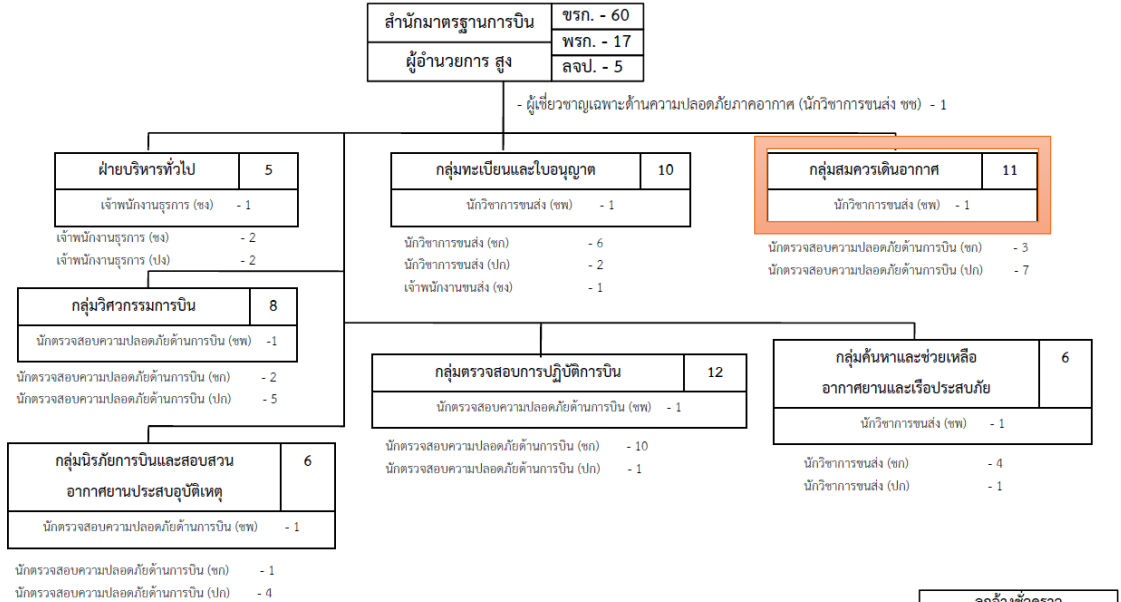 สำนักมาตรฐานการบิน
ขรก. - 60
พรก. - 17
ผู้อำนวยการ สูง
ลจป. - 5
- ผู้เชี่ยวชาญเฉพาะด้านความปลอดภัยภาคอากาศ (นักวิชาการขนส่ง ชช) - 1
ฝ่ายบริหารทั่วไป 5
เจ้าพนักงานธุรการ (ชง) - 1
เจ้าพนักงานธุรการ (ชง) - 2
เจ้าพนักงานธุรการ (ปง) - 2
กลุ่มทะเบียนและใบอนุญาต 10
นักวิชาการขนส่ง (ชพ) - 1
นักวิชาการขนส่ง (ชก) - 6
นักวิชาการขนส่ง (ปก) - 2
เจ้าพนักงานขนส่ง (ชง) - 1
กลุ่มสมควรเดินอากาศ 11
นักวิชาการขนส่ง (ชพ) - 1
นักตรวจสอบความปลอดภัยด้านการบิน (ชก) - 3
นักตรวจสอบความปลอดภัยด้านการบิน (ปก) - 7
กลุ่มวิศวกรรมการบิน 8
นักตรวจสอบความปลอดภัยด้านการบิน (ชพ) -1
นักตรวจสอบความปลอดภัยด้านการบิน (ชก) - 2
นักตรวจสอบความปลอดภัยด้านการบิน (ปก) - 5
กลุ่มตรวจสอบการปฏิบัติการบิน 12
นักตรวจสอบความปลอดภัยด้านการบิน (ชพ) - 1
นักตรวจสอบความปลอดภัยด้านการบิน (ชก) - 10
นักตรวจสอบความปลอดภัยด้านการบิน (ปก) - 1
กลุ่มค้นหาและช่วยเหลือ 6
อากาศยานและเรือประสบภัย
นักวิชาการขนส่ง (ชพ) - 1
นักวิชาการขนส่ง (ชก) - 4
นักวิชาการขนส่ง (ปก) - 1
กลุ่มนิรภัยการบินและสอบสวน 6
อากาศยานประสบอุบัติเหตุ
นักตรวจสอบความปลอดภัยด้านการบิน (ชพ) - 1
นักตรวจสอบความปลอดภัยด้านการบิน (ชก) - 1
นักตรวจสอบความปลอดภัยด้านการบิน (ปก) - 4